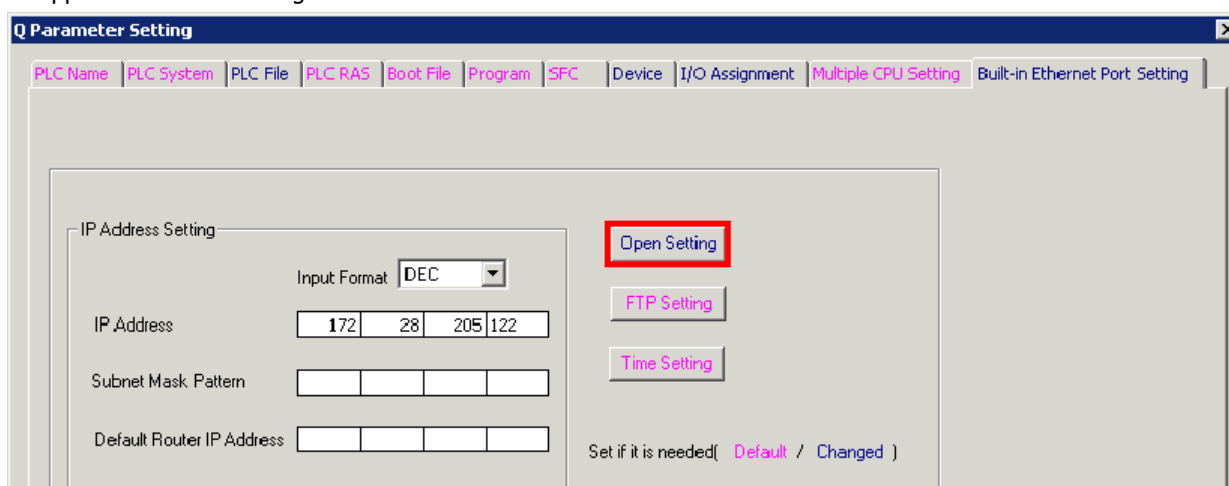 Q Parameter Setting
PLC Name PLC System PLC File PLC RAS Boot File Program SFC Device I/O Assignment Multiple CPU Setting Built-in Ethernet Port Setting
IP Address Setting
Open Setting
Input Format DEC
FTP Setting
IP Address 172 28 205 122
Time Setting
Subnet Mask Pattern
Default Router IP Address
Set if it is needed( Default / Changed )